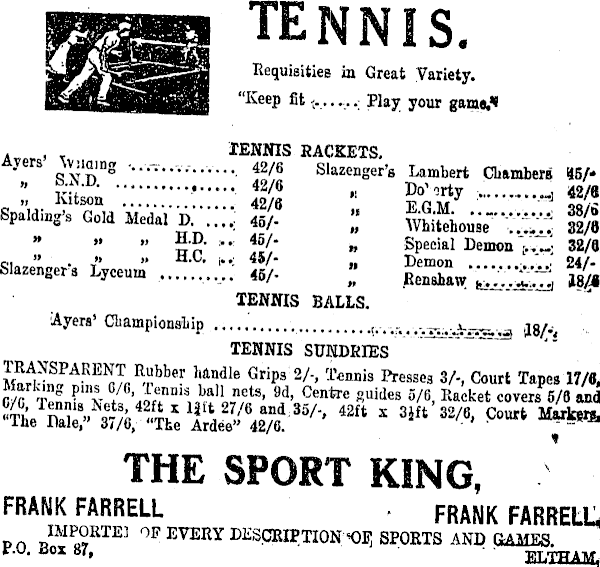 TENNIS.
Requisities in Great Variety.
"Keep fit ...... Play your game."
TENNIS RACKETS.
Ayers' Wilding .............. 42/6
" S.N.D. ................ 42/6
" Kitson ................ 42/6
Spalding's Gold Medal D. .... 45/-
" " " H.D. ... 45/-
" " " H.C. ... 45/-
Slazenger's Lyceum .......... 45/-
Slazenger's Lambert Chambers 45/-
" Do' erty ........... 42/6
" E.G.M. ............ 38/6
" Whitehouse ...... 32/6
" Special Demon .... 32/6
" Demon ............ 24/-
" Renshaw .......... 18/6
TENNIS BALLS.
Ayers' Championship ........................................ 18/-
TENNIS SUNDRIES
TRANSPARENT Rubber handle Grips 2/-, Tennis Presses 3/-, Court Tapes 17/6,
Marking pins 6/6, Tennis ball nets, 9d, Centre guides 5/6, Racket covers 5/6 and
6/6, Tennis Nets, 42ft x 1¾ft 27/6 and 35/-, 42ft x 3½ft 32/6, Court Markers,
"The Dale," 37/6, "The Ardee" 42/6.
THE SPORT KING,
FRANK FARRELL FRANK FARRELL,
IMPORTE OF EVERY DESCRIPTION OF SPORTS AND GAMES.
P.O. Box 87, ELTHAM.